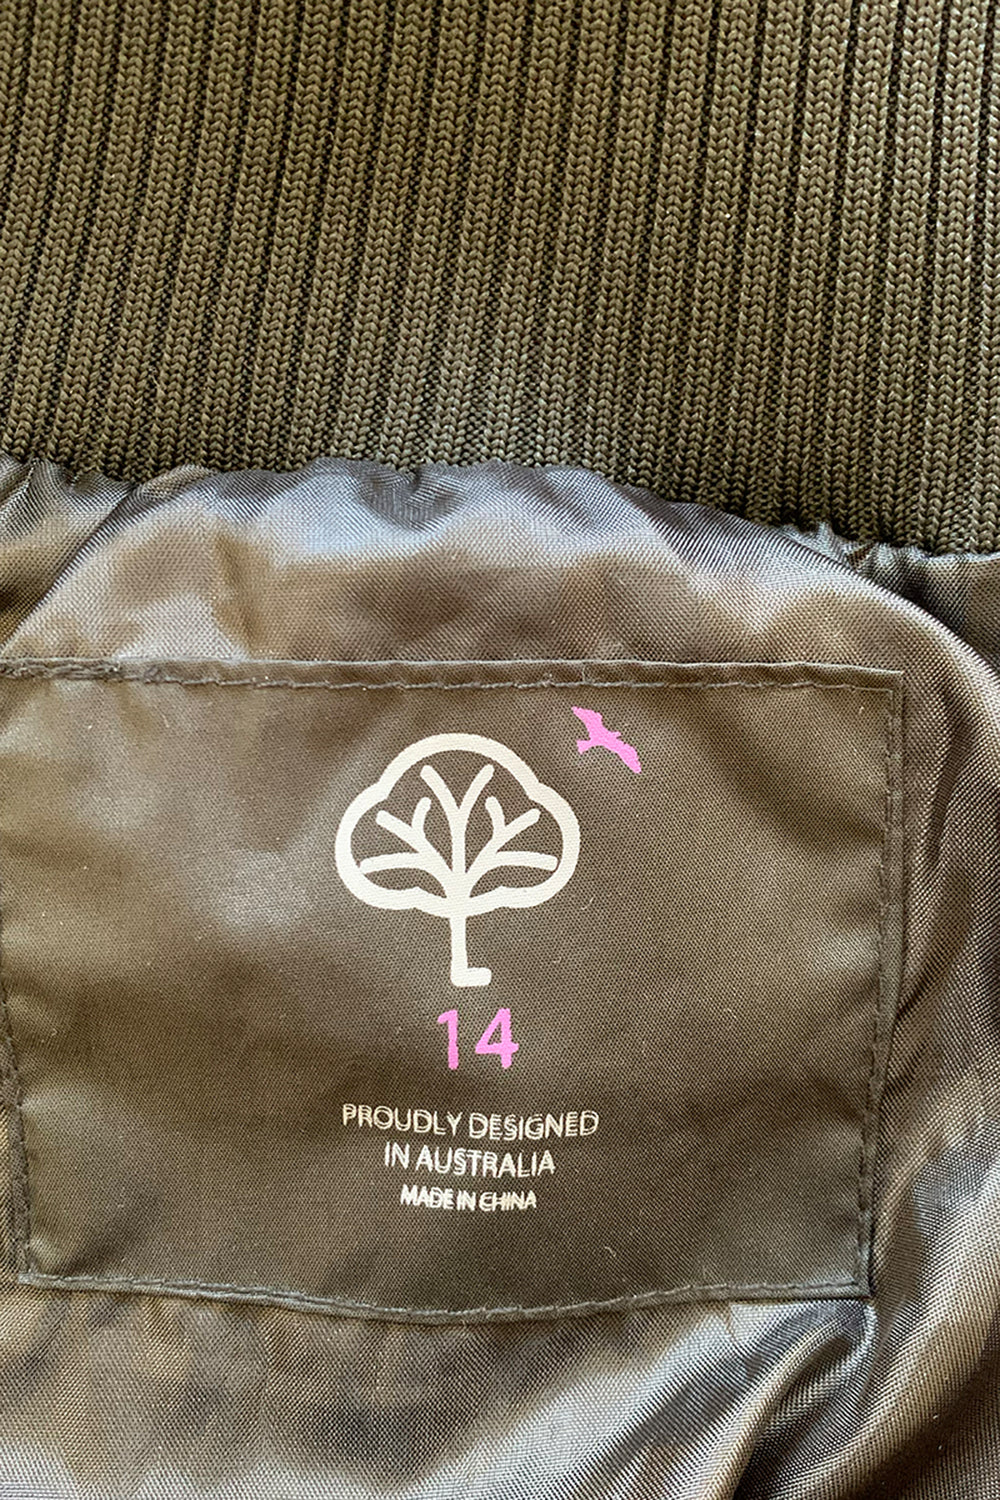 14
PROUDLY DESIGNED
IN AUSTRALIA
MADE IN CHINA